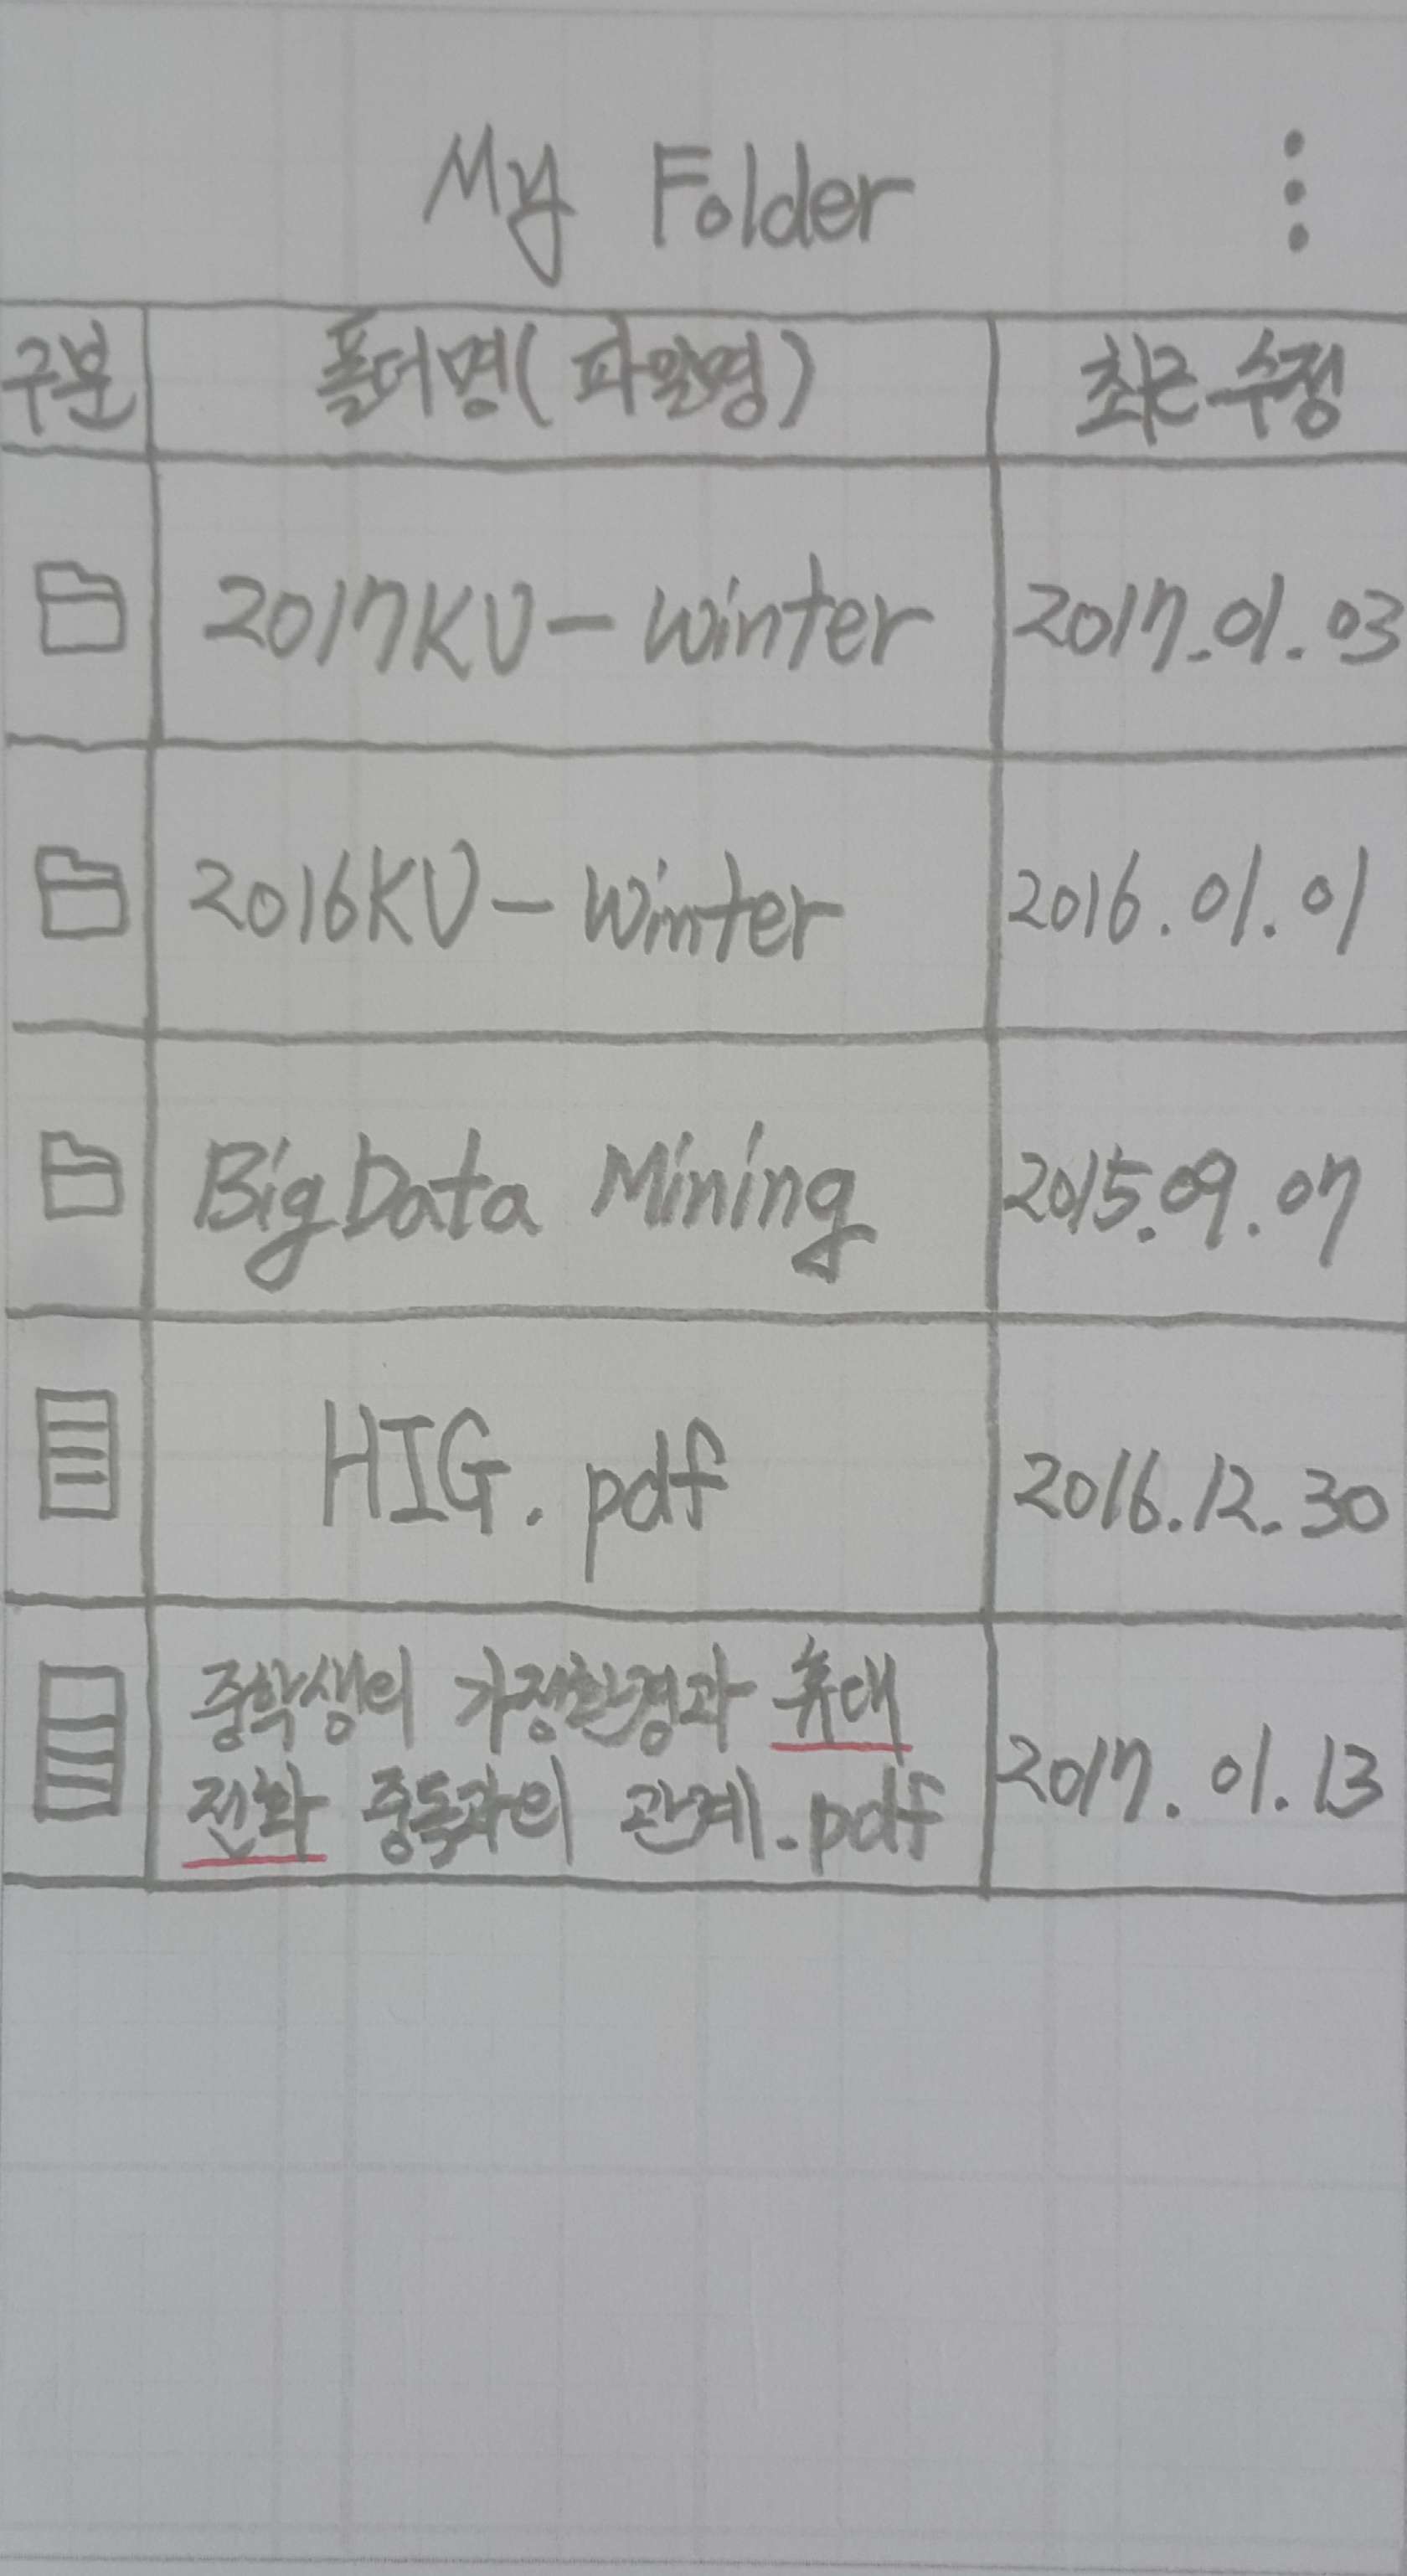 My Folder
구분 폴더명(파일명) 최근 수정
2017KU-Winter 2017.01.03
2016KU-Winter 2016.01.01
BigData Mining 2015.09.07
HIG.pdf 2016.12.30
중학생의 가정환경과 휴대
전화 중독과의 관계.pdf 2017.01.13